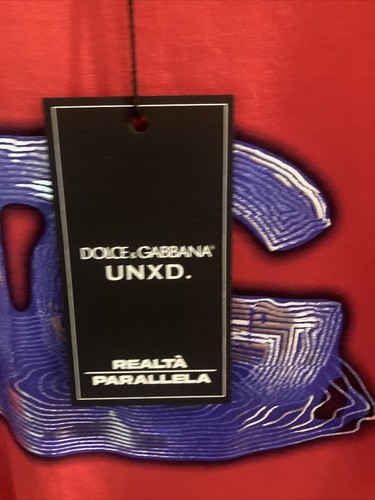 DOLCE & GABBANA®
UNXD.
REALTÀ
PARALLELA